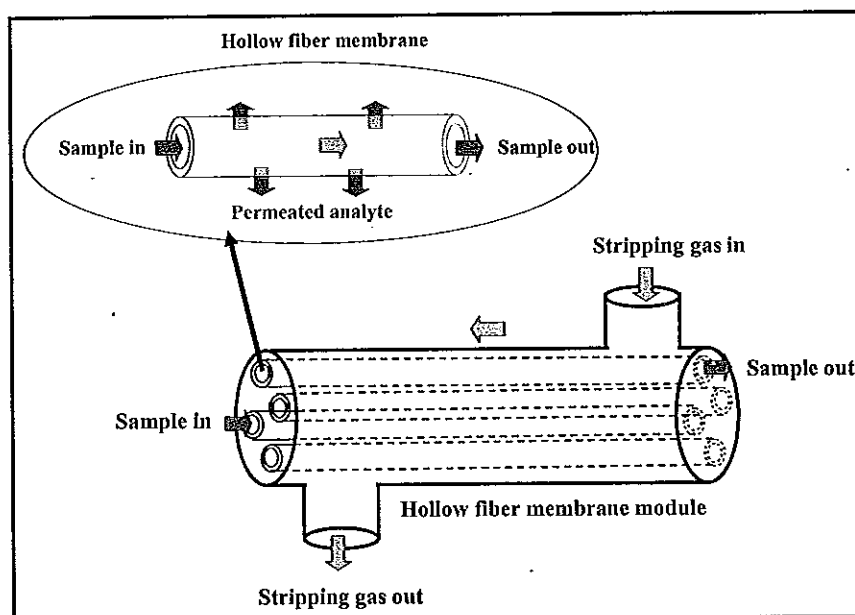 Hollow fiber membrane
Sample in
Sample out
Permeated analyte
Stripping gas in
Sample out
Sample in
Hollow fiber membrane module
Stripping gas out